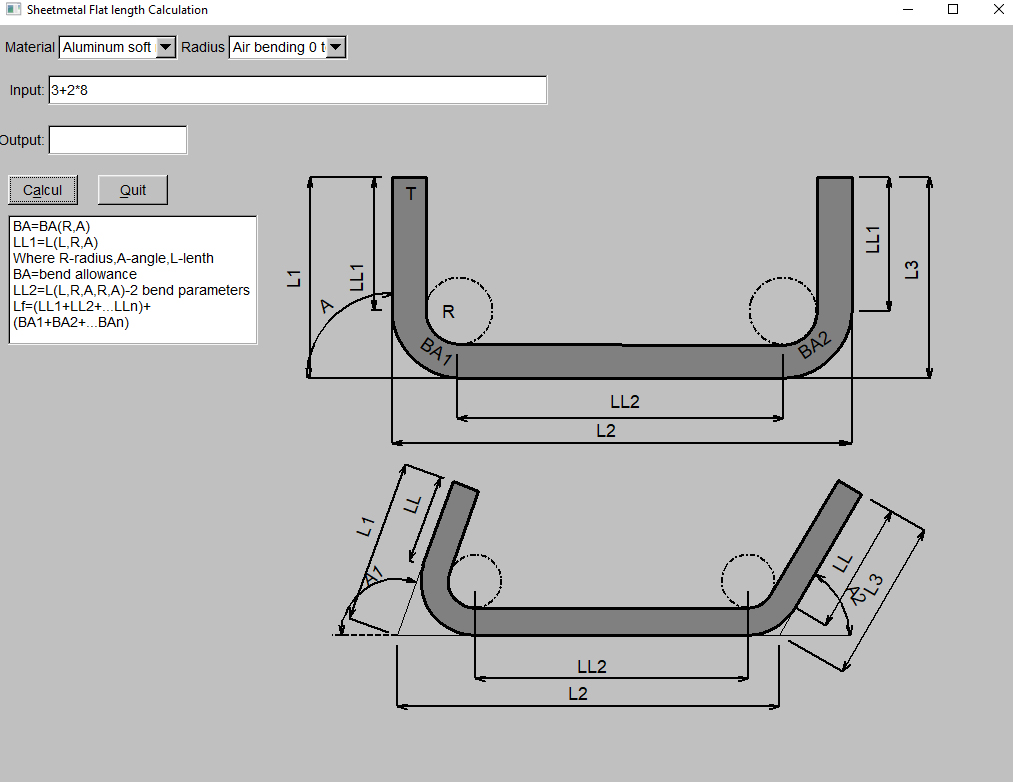 Sheetmetal Flat length Calculation
Material Aluminum soft Radius Air bending 0 t
Input: 3+2*8
Output:
Calcul Quit
BA=BA(R,A)
LL1=L(L,R,A)
Where R-radius,A-angle,L-lenth
BA=bend allowance
LL2=L(L,R,A,R,A)-2 bend parameters
Lf=(LL1+LL2+...LLn)+
(BA1+BA2+...BAn)
T
L1
LL1
LL1
L3
A
R
BA1
BA2
LL2
L2
L1
LL
A1
LL
A2
L3
LL2
L2